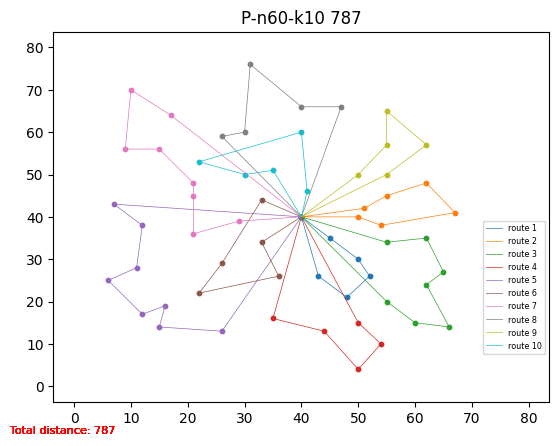 P-n60-k10 787
80
70
60
50
40
30
20
10
0
0 10 20 30 40 50 60 70 80
route 1
route 2
route 3
route 4
route 5
route 6
route 7
route 8
route 9
route 10
Total distance: 787